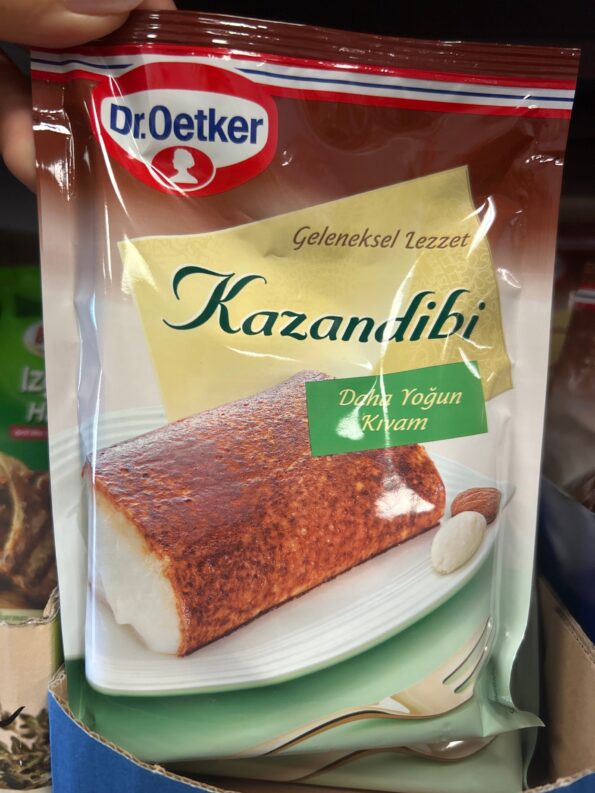 Dr.Oetker
Geleneksel Lezzet
Kazandibi
Daha Yoğun
Kıvam